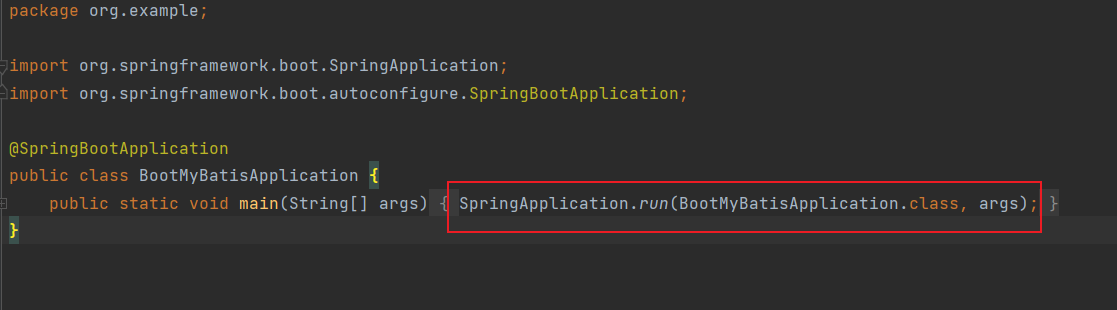 package org.example;
import org.springframework.boot.SpringApplication;
import org.springframework.boot.autoconfigure.SpringBootApplication;
@SpringBootApplication
public class BootMyBatisApplication {
public static void main(String[] args) { SpringApplication.run(BootMyBatisApplication.class, args); }
}